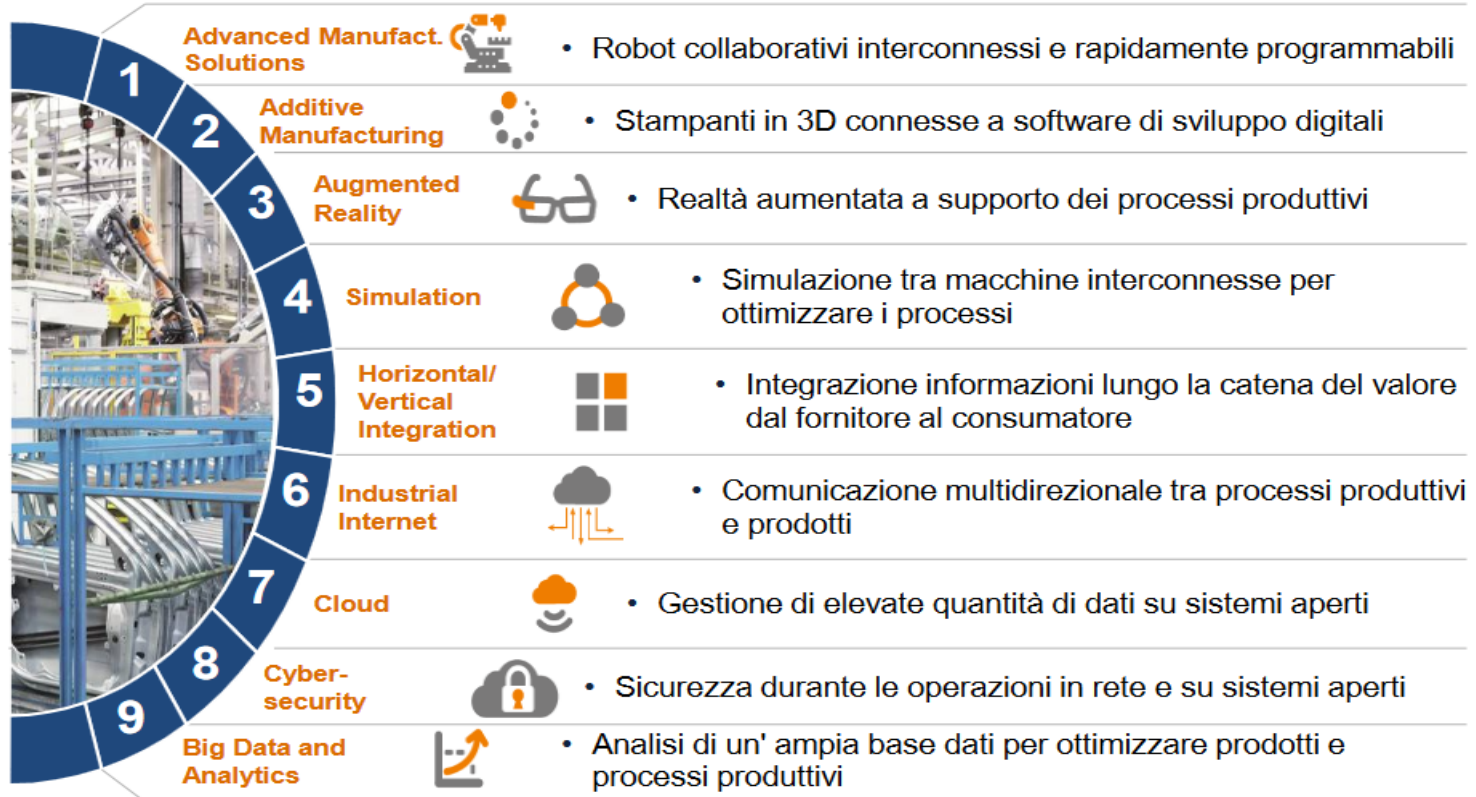 1
Advanced Manufact.
Solutions
• Robot collaborativi interconnessi e rapidamente programmabili
2
Additive
Manufacturing
• Stampanti in 3D connesse a software di sviluppo digitali
3
Augmented
Reality
• Realtà aumentata a supporto dei processi produttivi
4
Simulation
• Simulazione tra macchine interconnesse per
ottimizzare i processi
5
Horizontal/
Vertical
Integration
• Integrazione informazioni lungo la catena del valore
dal fornitore al consumatore
6
Industrial
Internet
• Comunicazione multidirezionale tra processi produttivi
e prodotti
7
Cloud
• Gestione di elevate quantità di dati su sistemi aperti
8
Cyber-
security
• Sicurezza durante le operazioni in rete e su sistemi aperti
9
Big Data and
Analytics
• Analisi di un' ampia base dati per ottimizzare prodotti e
processi produttivi